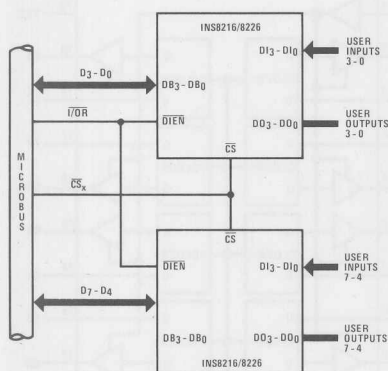 INS8216/8226
D3-D0
DB3-DB0
DI3-DI0
USER
INPUTS
3-0
I/OR
DIEN
DO3-DO0
USER
OUTPUTS
3-0
CS
MICROBUS
CSx
CS
DIEN
DI3-DI0
USER
INPUTS
7-4
D7-D4
DB3-DB0
DO3-DO0
USER
OUTPUTS
7-4
INS8216/8226